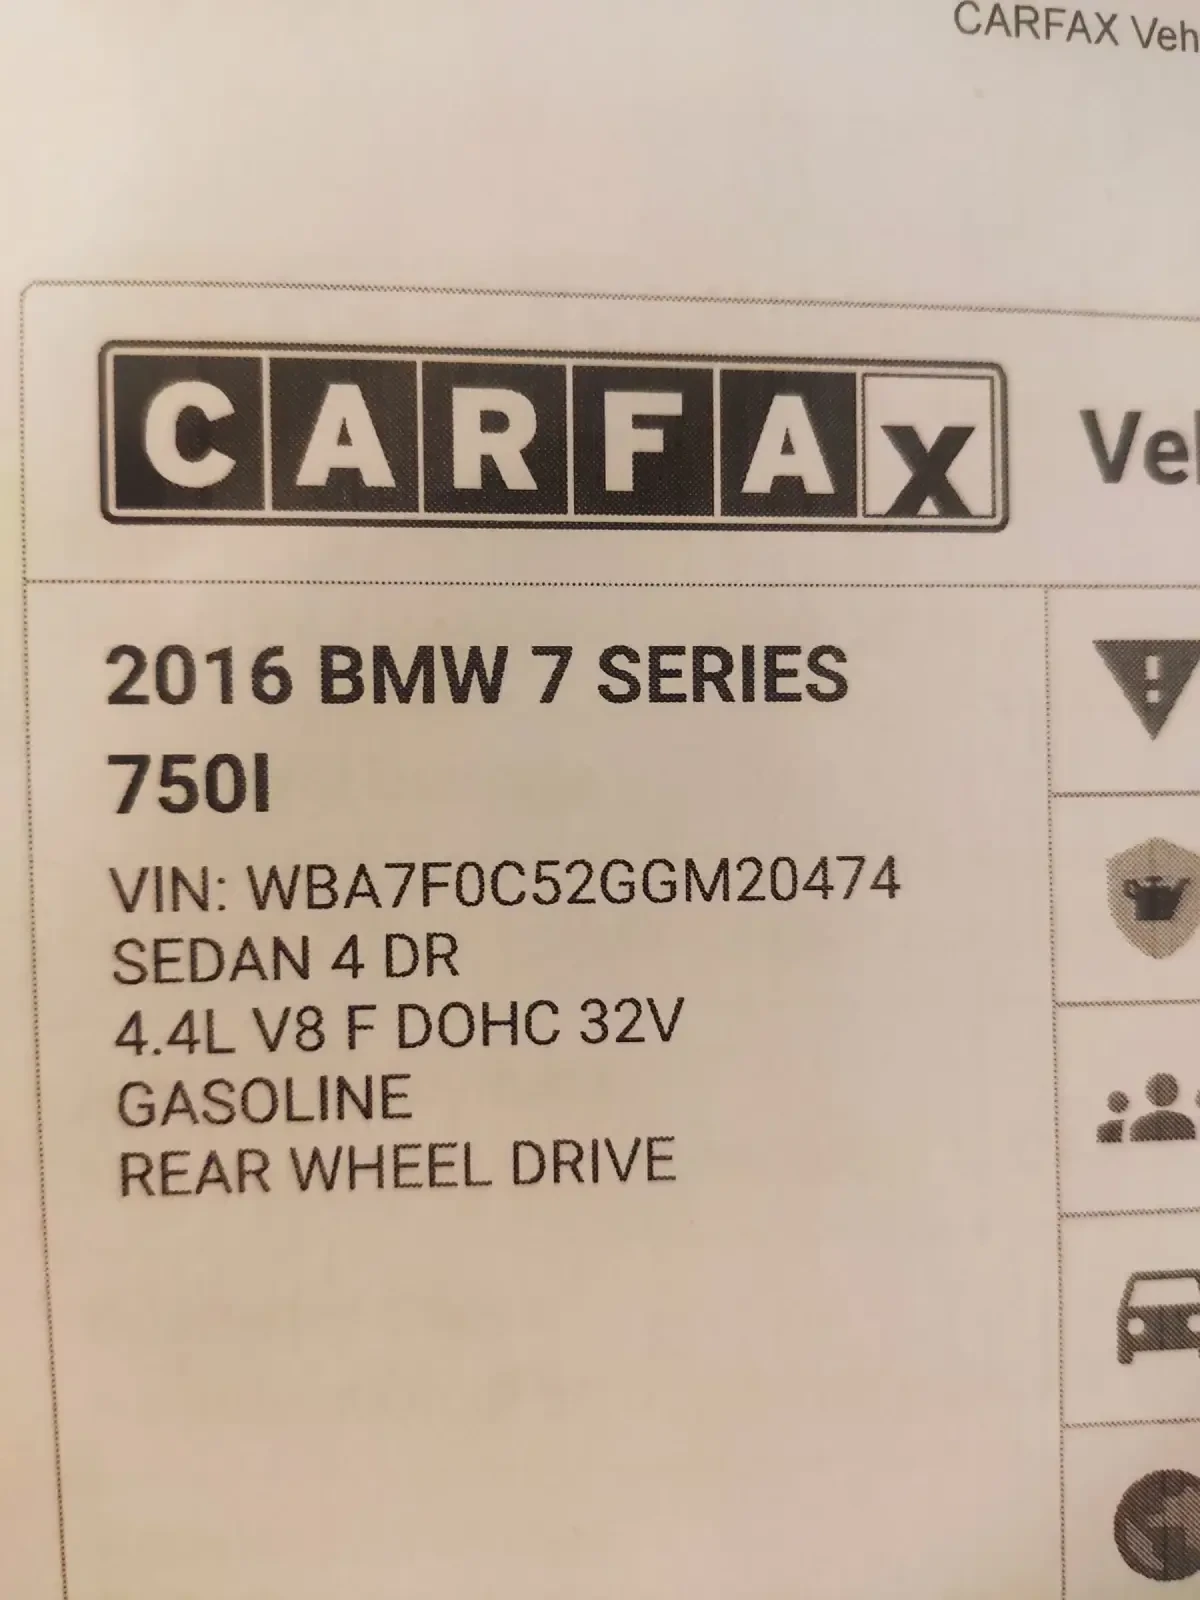 CARFAX Veh
CARFAX Vel
2016 BMW 7 SERIES
750I
VIN: WBA7F0C52GGM20474
SEDAN 4 DR
4.4L V8 F DOHC 32V
GASOLINE
REAR WHEEL DRIVE